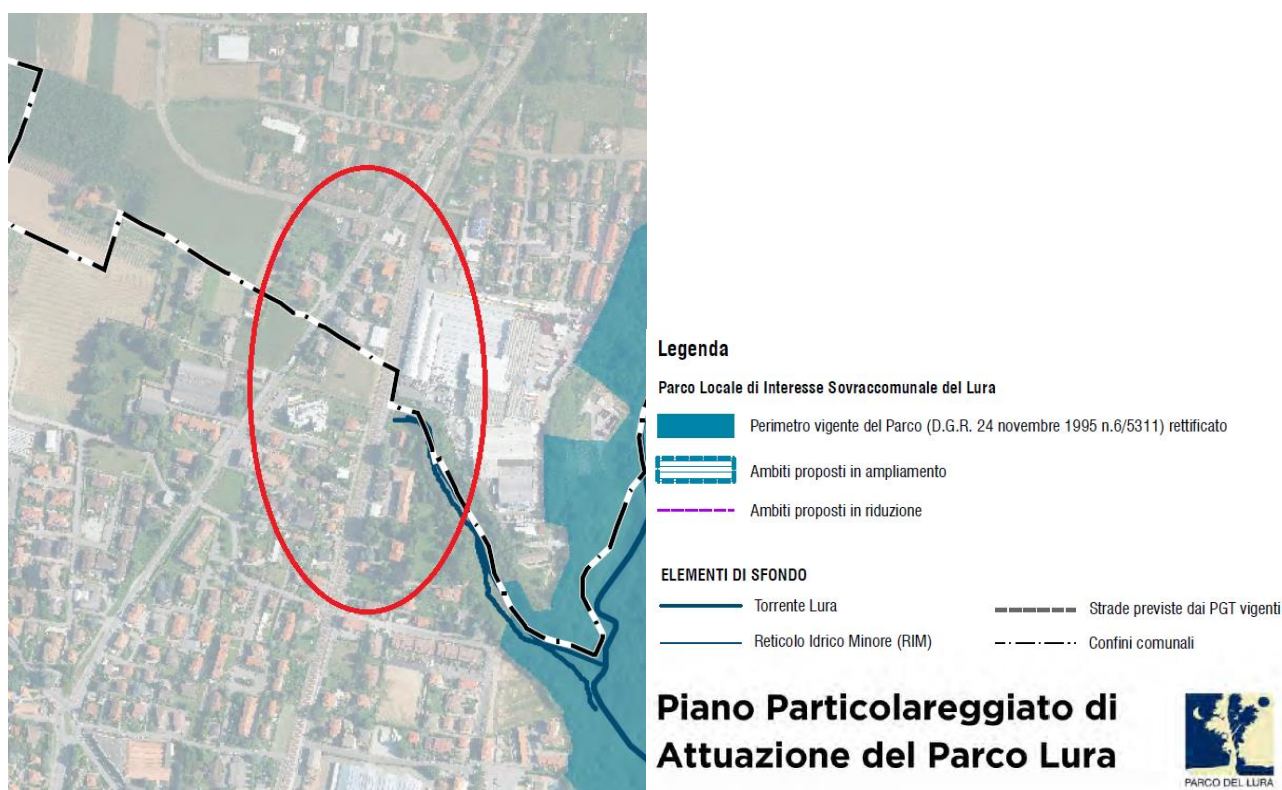 Legenda
Parco Locale di Interesse Sovraccomunale del Lura
Perimetro vigente del Parco (D.G.R. 24 novembre 1995 n.6/5311) rettificato
Ambiti proposti in ampliamento
Ambiti proposti in riduzione
ELEMENTI DI SFONDO
Torrente Lura
Strade previste dai PGT vigenti
Reticolo Idrico Minore (RIM)
Confini comunali
Piano Particolareggiato di
Attuazione del Parco Lura
PARCO DEL LURA